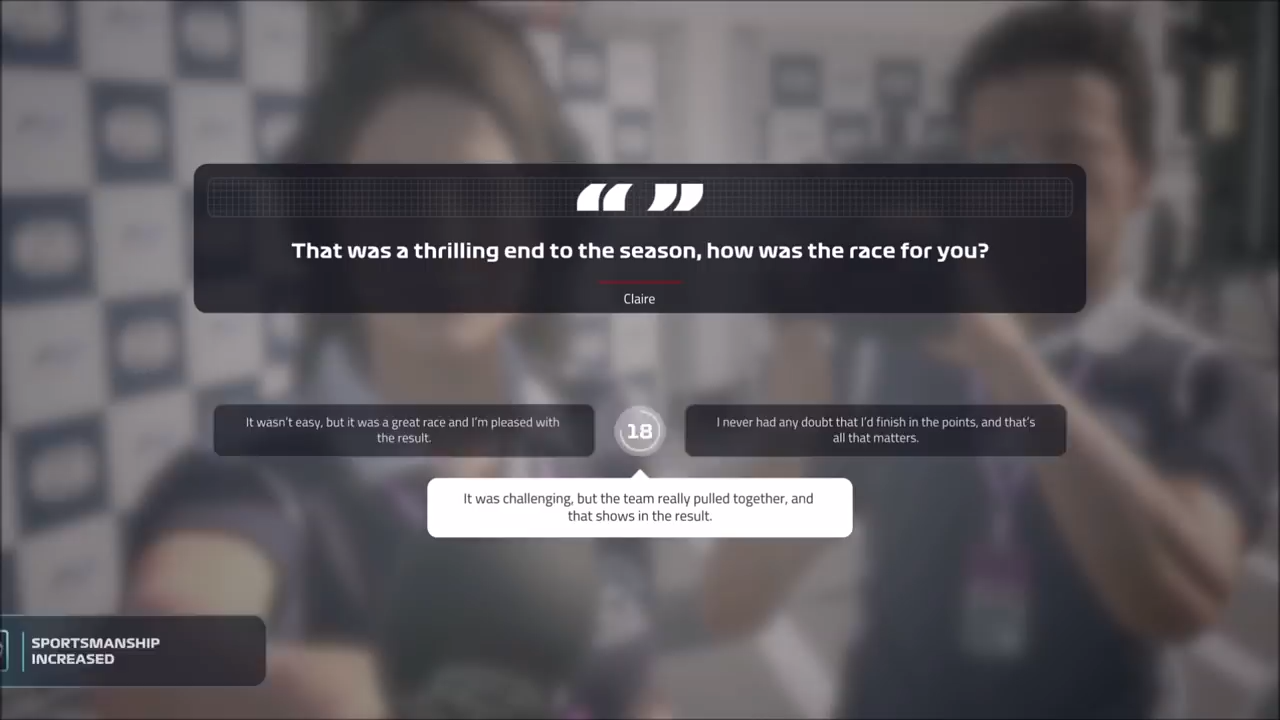 “ ”
That was a thrilling end to the season, how was the race for you?
Claire
It wasn't easy, but it was a great race and I'm pleased with
the result.
18
I never had any doubt that I'd finish in the points, and that's
all that matters.
It was challenging, but the team really pulled together, and
that shows in the result.
SPORTSMANSHIP
INCREASED